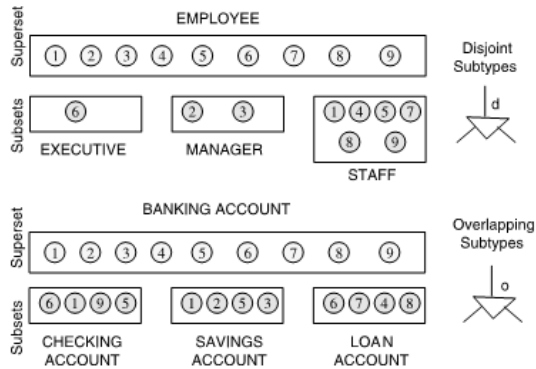 EMPLOYEE
Superset
1 2 3 4 5 6 7 8 9
Disjoint
Subtypes
d
Subsets
6
EXECUTIVE
2 3
MANAGER
1 4 5 7
8 9
STAFF
BANKING ACCOUNT
Superset
1 2 3 4 5 6 7 8 9
Overlapping
Subtypes
o
Subsets
6 1 9 5
CHECKING
ACCOUNT
1 2 5 3
SAVINGS
ACCOUNT
6 7 4 8
LOAN
ACCOUNT